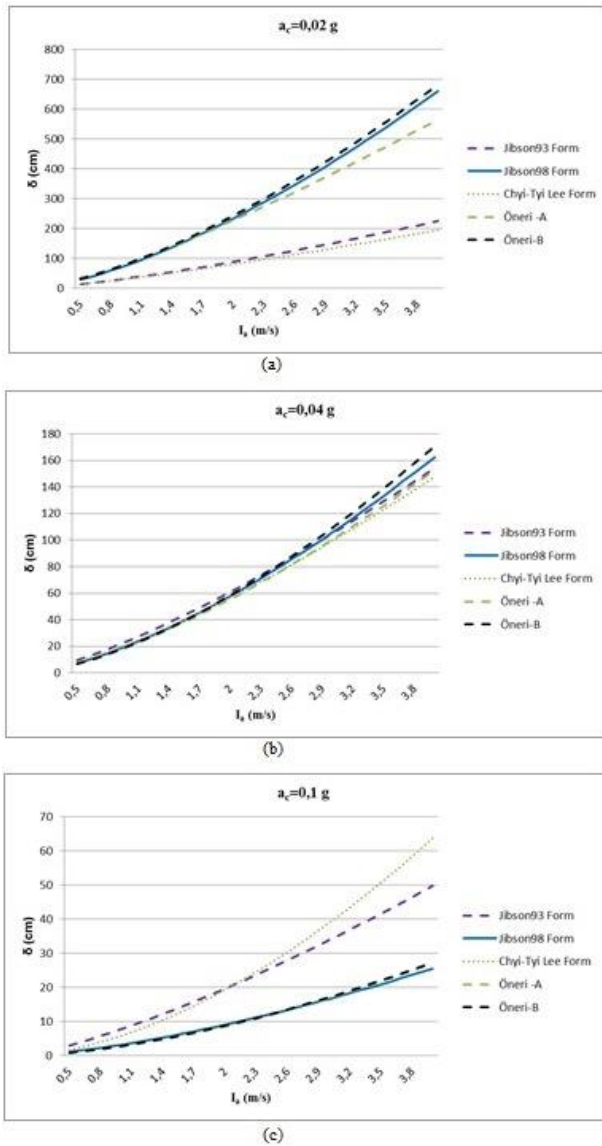 a_c=0,02 g
800
700
600
500
400
300
200
100
0
δ (cm)
0,5 0,8 1,1 1,4 1,7 2 2,3 2,6 2,9 3,2 3,5 3,8
I_a (m/s)
Jibson93 Form
Jibson98 Form
Chyi-Tyi Lee Form
Öneri -A
Öneri-B
(a)
a_c=0,04 g
180
160
140
120
100
80
60
40
20
0
δ (cm)
0,5 0,8 1,1 1,4 1,7 2 2,3 2,6 2,9 3,2 3,5 3,8
I_a (m/s)
Jibson93 Form
Jibson98 Form
Chyi-Tyi Lee Form
Öneri -A
Öneri-B
(b)
a_c=0,1 g
70
60
50
40
30
20
10
0
δ (cm)
0,5 0,8 1,1 1,4 1,7 2 2,3 2,6 2,9 3,2 3,5 3,8
I_a (m/s)
Jibson93 Form
Jibson98 Form
Chyi-Tyi Lee Form
Öneri -A
Öneri-B
(c)